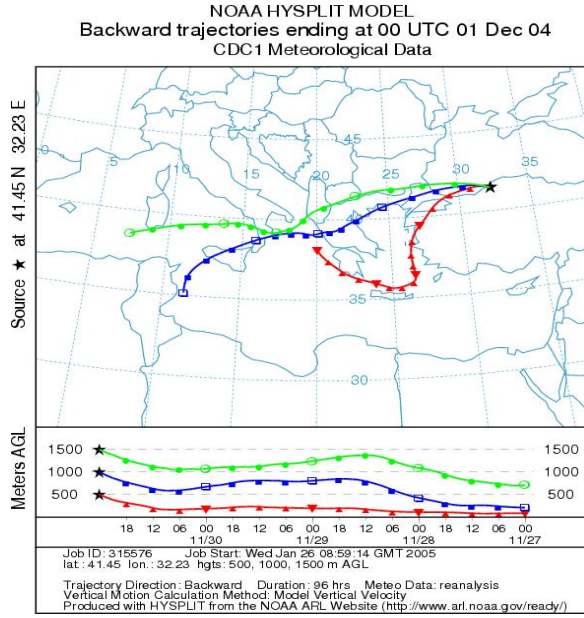 NOAA HYSPLIT MODEL
Backward trajectories ending at 00 UTC 01 Dec 04
CDC1 Meteorological Data
Source ★ at 41.45 N 32.23 E
0
5
10
15
20
25
30
35
45
40
35
30
Meters AGL
1500
1000
500
1500
1000
500
18 12 06 00 18 12 06 00 18 12 06 00 18 12 06 00
11/30 11/29 11/28 11/27
Job ID: 315576 Job Start: Wed Jan 26 08:59:14 GMT 2005
lat.: 41.45 lon.: 32.23 hgts: 500, 1000, 1500 m AGL
Trajectory Direction: Backward Duration: 96 hrs Meteo Data: reanalysis
Vertical Motion Calculation Method: Model Vertical Velocity
Produced with HYSPLIT from the NOAA ARL Website (http://www.arl.noaa.gov/ready/)